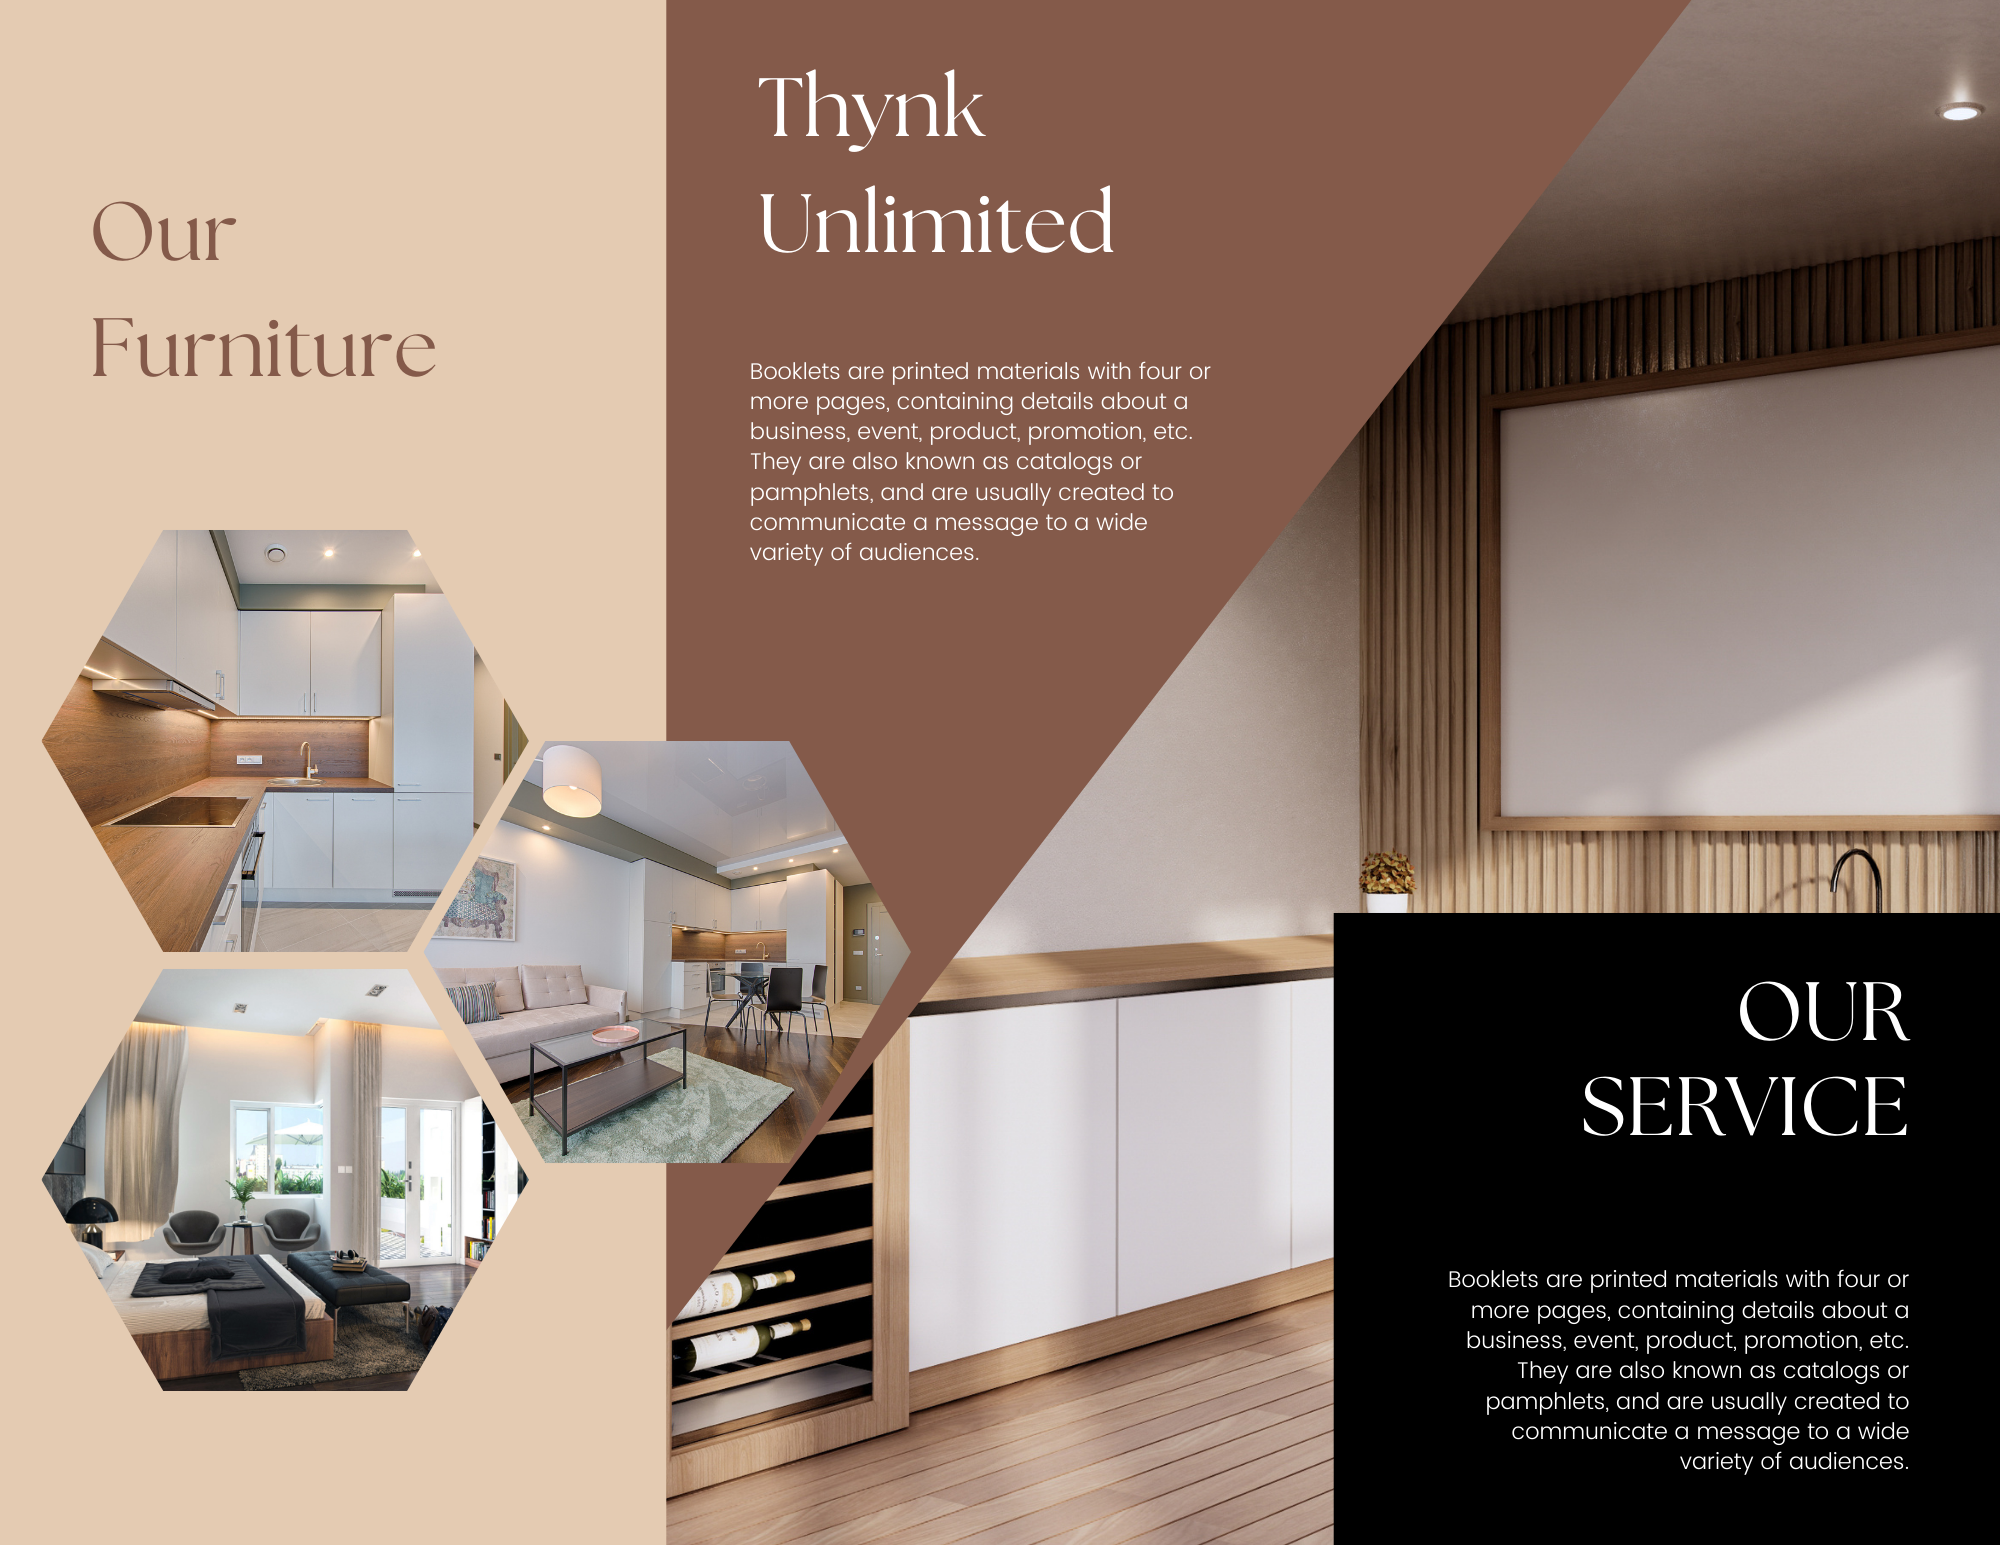 Our
Furniture
Thynk
Unlimited
Booklets are printed materials with four or
more pages, containing details about a
business, event, product, promotion, etc.
They are also known as catalogs or
pamphlets, and are usually created to
communicate a message to a wide
variety of audiences.
OUR
SERVICE
Booklets are printed materials with four or
more pages, containing details about a
business, event, product, promotion, etc.
They are also known as catalogs or
pamphlets, and are usually created to
communicate a message to a wide
variety of audiences.